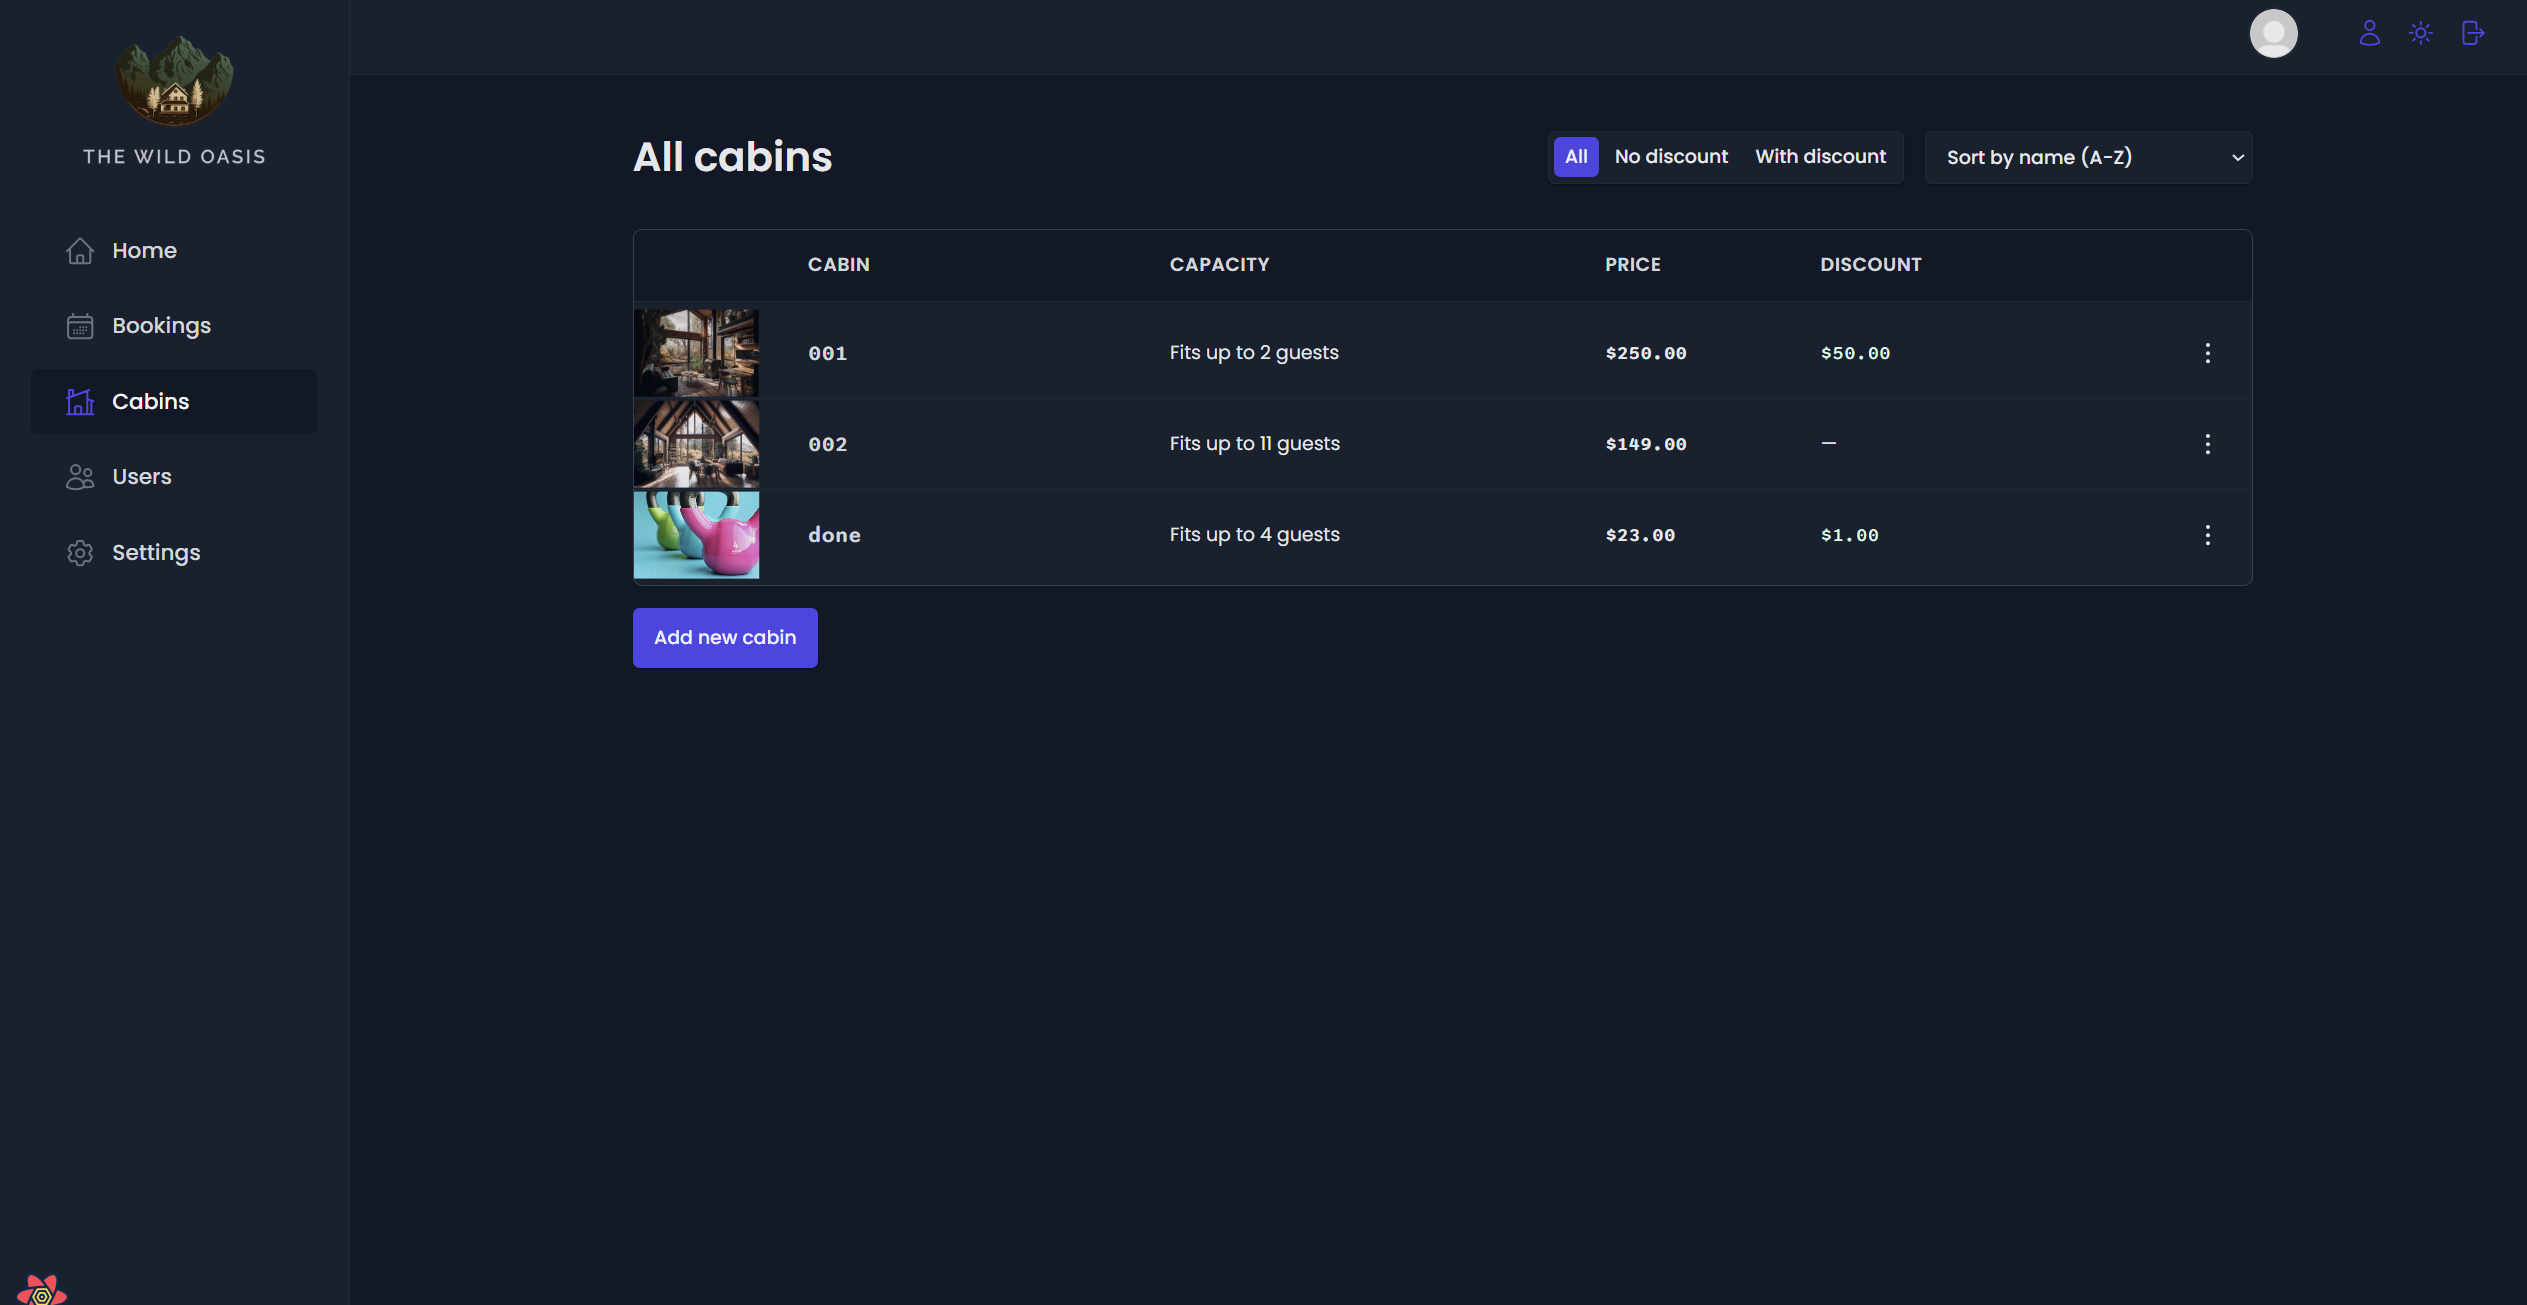 THE WILD OASIS
Home
Bookings
Cabins
Users
Settings
All cabins
All No discount With discount
Sort by name (A-Z)
CABIN CAPACITY PRICE DISCOUNT
001 Fits up to 2 guests $250.00 $50.00
002 Fits up to 11 guests $149.00 —
done Fits up to 4 guests $23.00 $1.00
Add new cabin